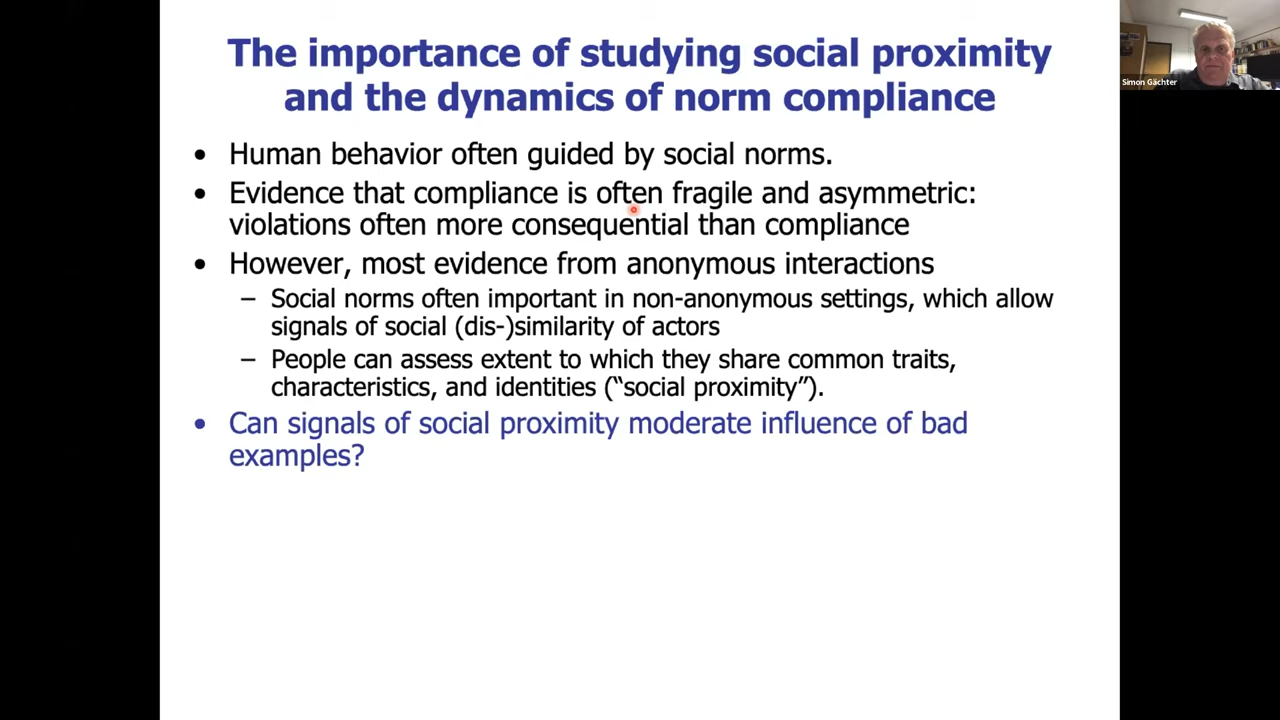 The importance of studying social proximity
and the dynamics of norm compliance
• Human behavior often guided by social norms.
• Evidence that compliance is often fragile and asymmetric:
violations often more consequential than compliance
• However, most evidence from anonymous interactions
– Social norms often important in non-anonymous settings, which allow
signals of social (dis-)similarity of actors
– People can assess extent to which they share common traits,
characteristics, and identities (“social proximity”).
• Can signals of social proximity moderate influence of bad
examples?
Simon Gächter